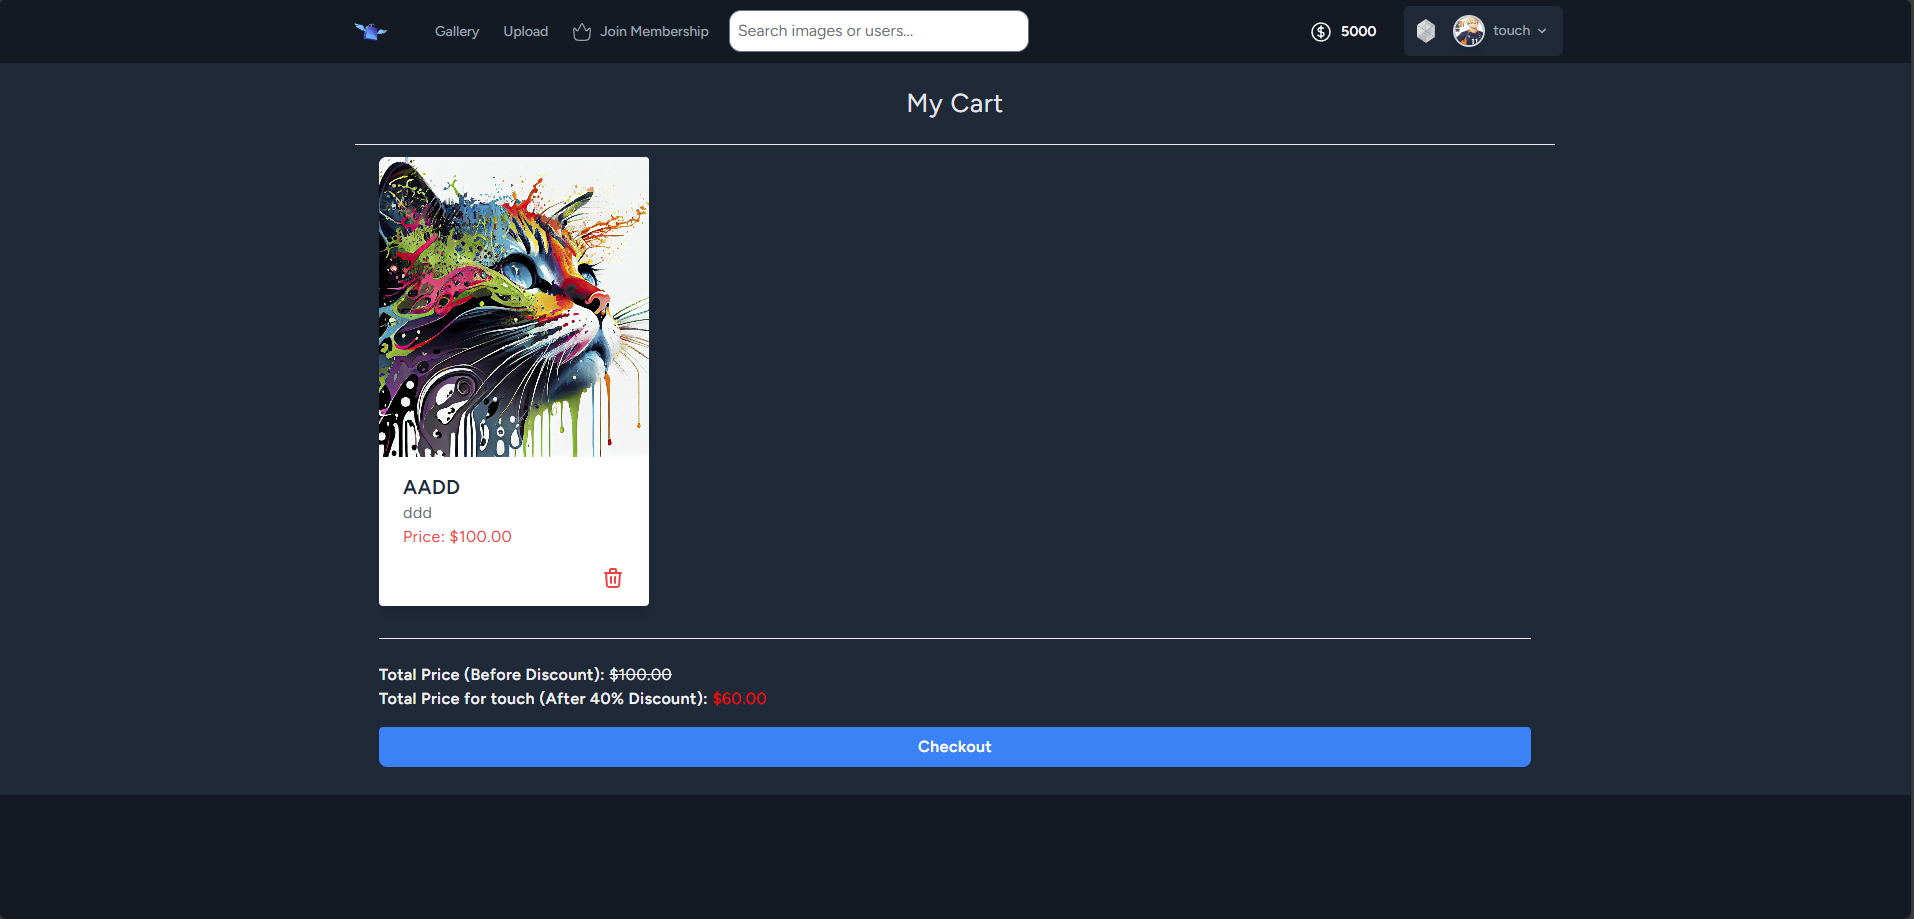 Gallery
Upload
Join Membership
Search images or users...
5000
touch
My Cart
AADD
ddd
Price: $100.00
Total Price (Before Discount): $100.00
Total Price for touch (After 40% Discount): $60.00
Checkout